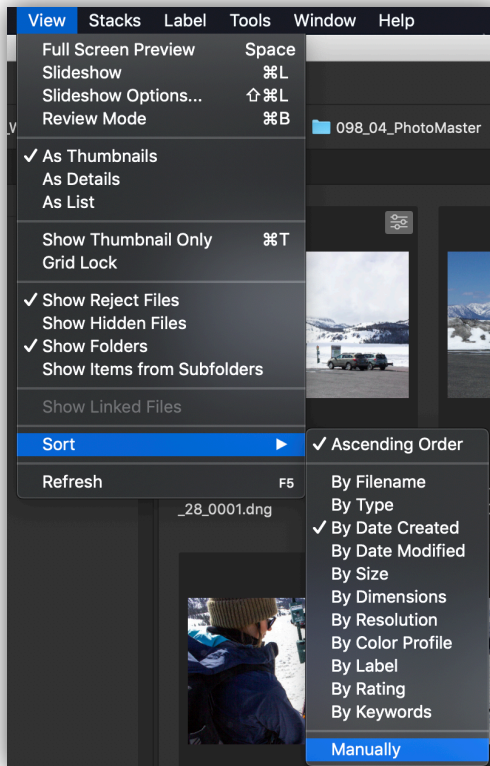 View Stacks Label Tools Window Help
Full Screen Preview Space
Slideshow ⌘L
Slideshow Options... ⇧⌘L
Review Mode ⌘B
098_04_PhotoMaster
✓ As Thumbnails
As Details
As List
Show Thumbnail Only ⌘T
Grid Lock
✓ Show Reject Files
Show Hidden Files
✓ Show Folders
Show Items from Subfolders
Show Linked Files
Sort ▶
Refresh F5
_28_0001.dng
✓ Ascending Order
By Filename
By Type
✓ By Date Created
By Date Modified
By Size
By Dimensions
By Resolution
By Color Profile
By Label
By Rating
By Keywords
Manually